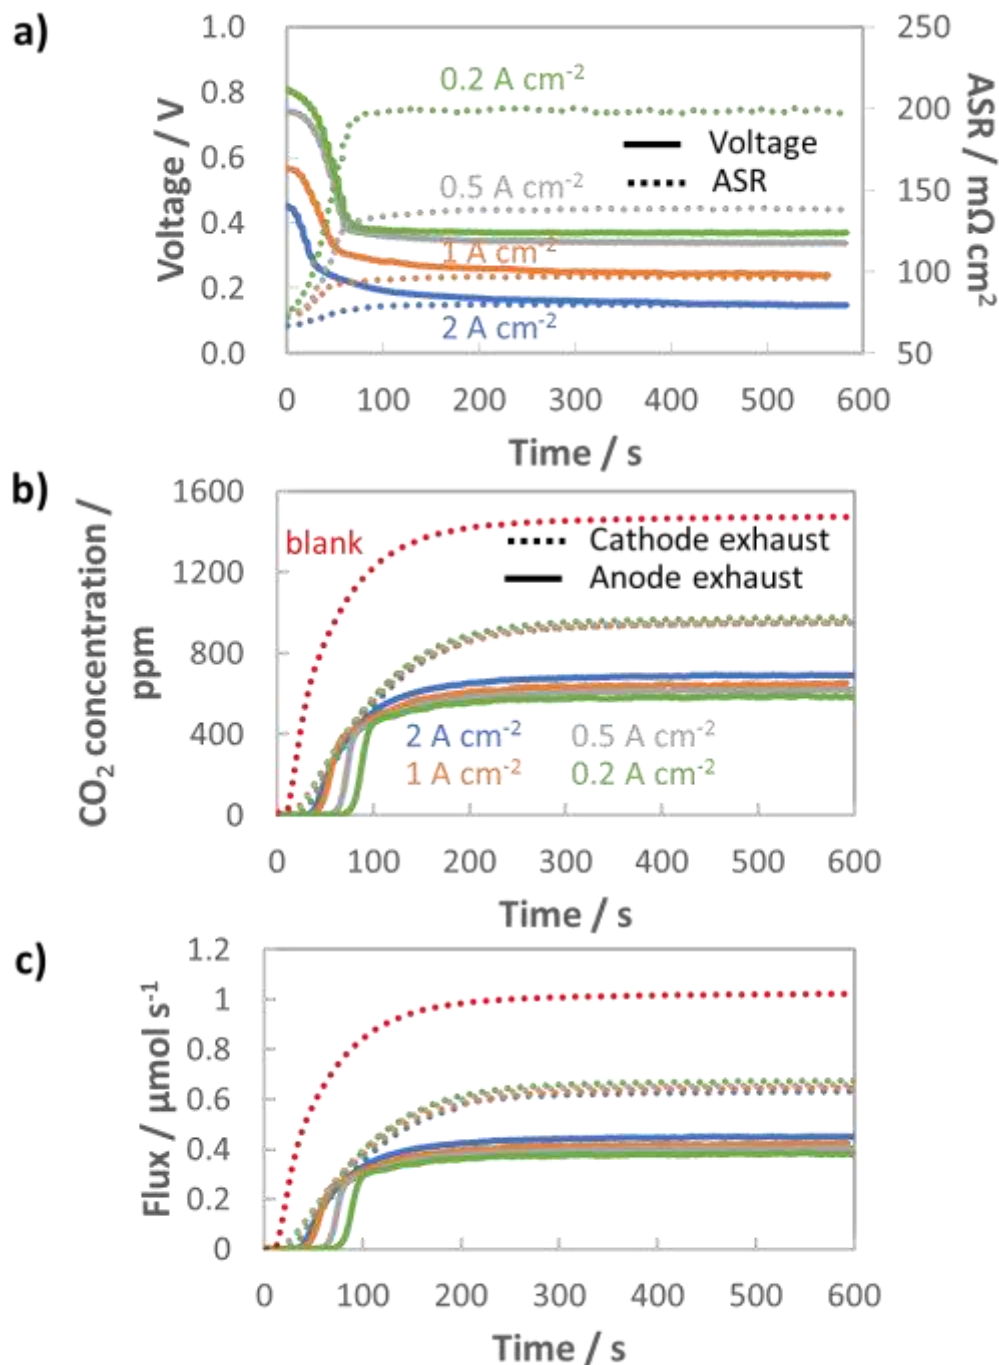 a)
1.0
0.8
0.6
0.4
0.2
0.0
Voltage / V
250
200
150
100
50
ASR / mΩ cm²
0.2 A cm⁻²
Voltage
ASR
0.5 A cm⁻²
1 A cm⁻²
2 A cm⁻²
0 100 200 300 400 500 600
Time / s
b)
CO₂ concentration /
ppm
1600
1200
800
400
0
blank
Cathode exhaust
Anode exhaust
2 A cm⁻² 0.5 A cm⁻²
1 A cm⁻² 0.2 A cm⁻²
0 100 200 300 400 500 600
Time / s
c)
Flux / µmol s⁻¹
1.2
1
0.8
0.6
0.4
0.2
0
0 100 200 300 400 500 600
Time / s